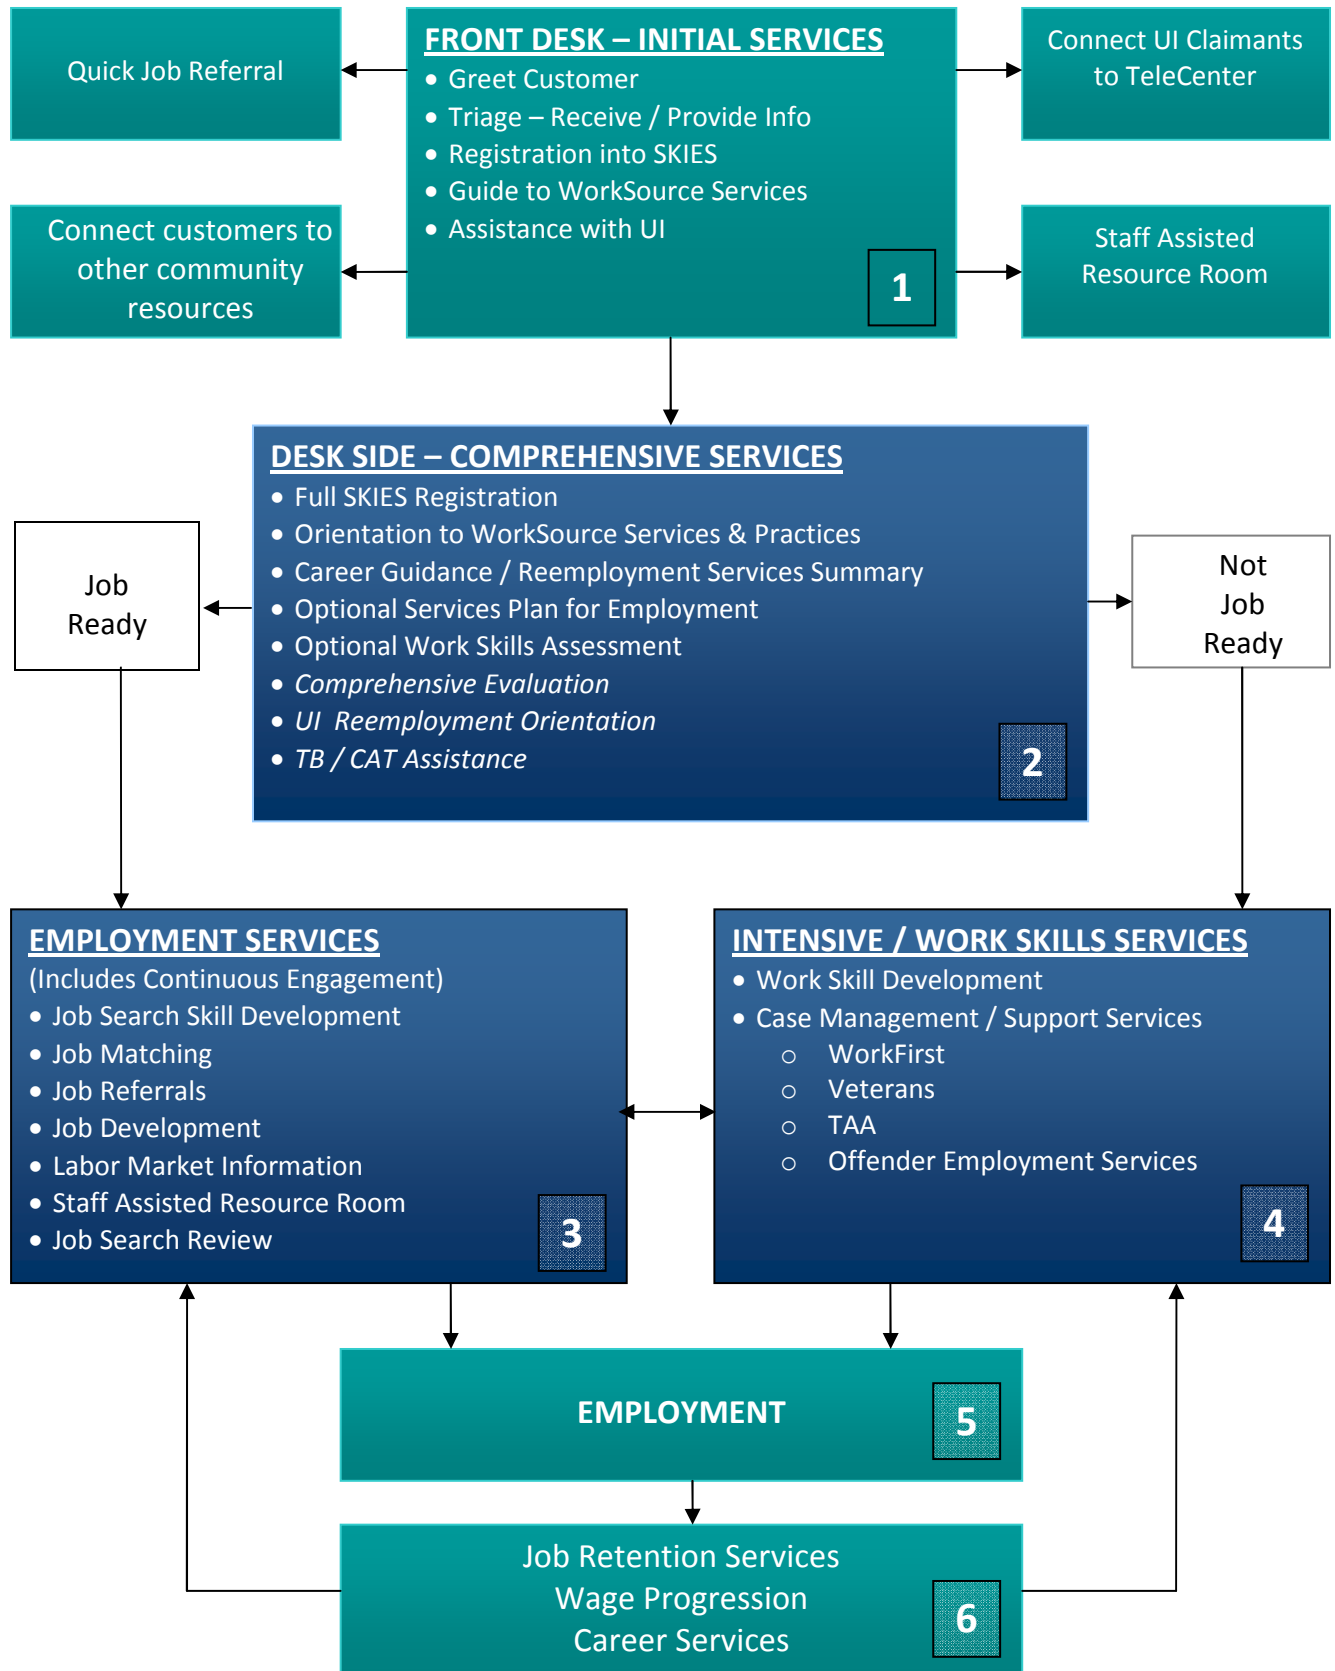 Quick Job Referral
FRONT DESK – INITIAL SERVICES
• Greet Customer
• Triage – Receive / Provide Info
• Registration into SKIES
• Guide to WorkSource Services
• Assistance with UI
1
Connect UI Claimants
to TeleCenter
Connect customers to
other community
resources
Staff Assisted
Resource Room
DESK SIDE – COMPREHENSIVE SERVICES
• Full SKIES Registration
• Orientation to WorkSource Services & Practices
• Career Guidance / Reemployment Services Summary
• Optional Services Plan for Employment
• Optional Work Skills Assessment
• Comprehensive Evaluation
• UI Reemployment Orientation
• TB / CAT Assistance
2
Job
Ready
Not
Job
Ready
EMPLOYMENT SERVICES
(Includes Continuous Engagement)
• Job Search Skill Development
• Job Matching
• Job Referrals
• Job Development
• Labor Market Information
• Staff Assisted Resource Room
• Job Search Review
3
INTENSIVE / WORK SKILLS SERVICES
• Work Skill Development
• Case Management / Support Services
o WorkFirst
o Veterans
o TAA
o Offender Employment Services
4
EMPLOYMENT
5
Job Retention Services
Wage Progression
Career Services
6